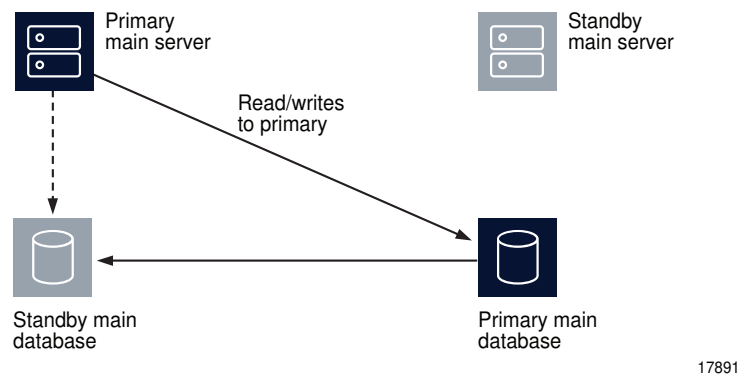 Primary
main server
Standby
main server
Read/writes
to primary
Standby main
database
Primary main
database
17891